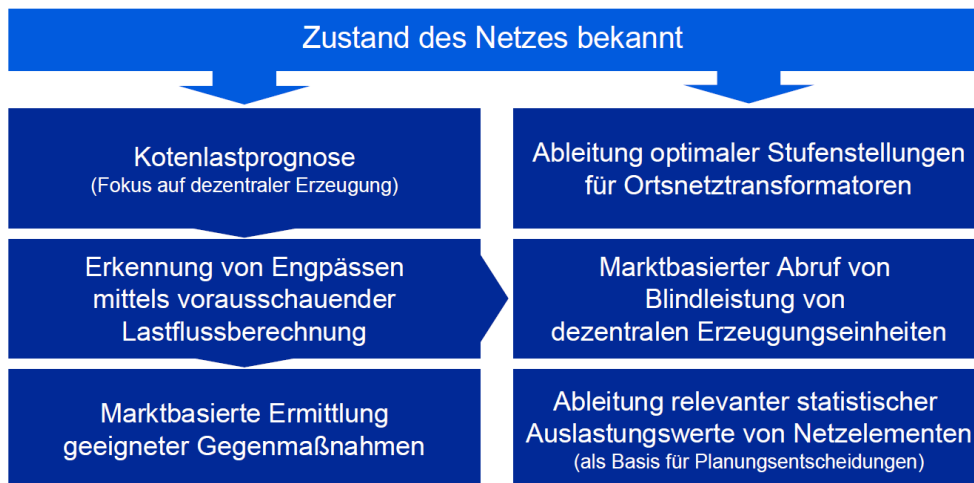 Zustand des Netzes bekannt
Kotenlastprognose
(Fokus auf dezentraler Erzeugung)
Erkennung von Engpässen
mittels vorausschauender
Lastflussberechnung
Marktbasierte Ermittlung
geeigneter Gegenmaßnahmen
Ableitung optimaler Stufenstellungen
für Ortsnetztransformatoren
Marktbasierter Abruf von
Blindleistung von
dezentralen Erzeugungseinheiten
Ableitung relevanter statistischer
Auslastungswerte von Netzelementen
(als Basis für Planungsentscheidungen)